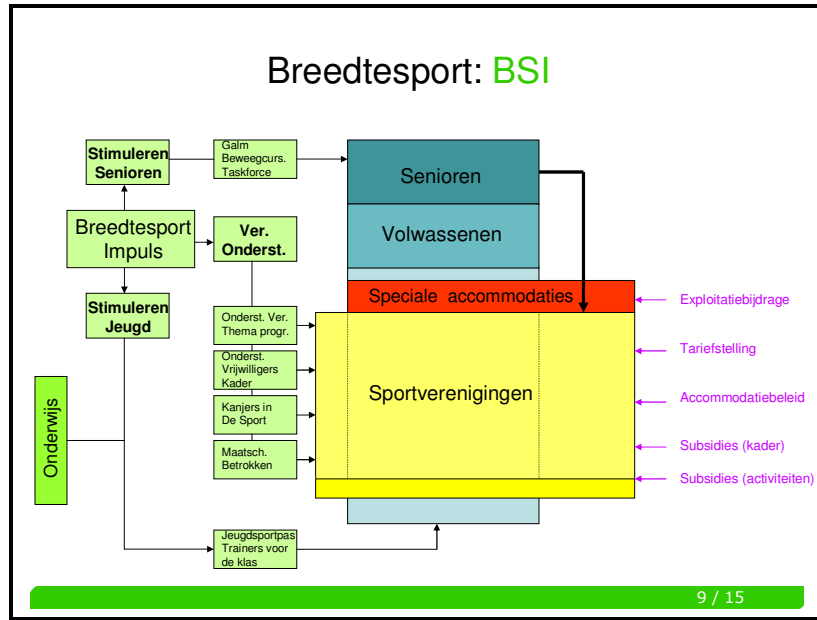 Breedtesport: BSI
Stimuleren
Senioren
Galm
Beweegcurs.
Taskforce
Senioren
Breedtesport
Impuls
Ver.
Onderst.
Volwassenen
Stimuleren
Jeugd
Speciale accommodaties
Exploitatiebijdrage
Onderst. Ver.
Thema progr.
Tariefstelling
Onderst.
Vrijwilligers
Kader
Sportverenigingen
Accommodatiebeleid
Onderwijs
Kanjers in
De Sport
Maatsch.
Betrokken
Subsidies (kader)
Subsidies (activiteiten)
Jeugdsportpas
Trainers voor
de klas
9 / 15